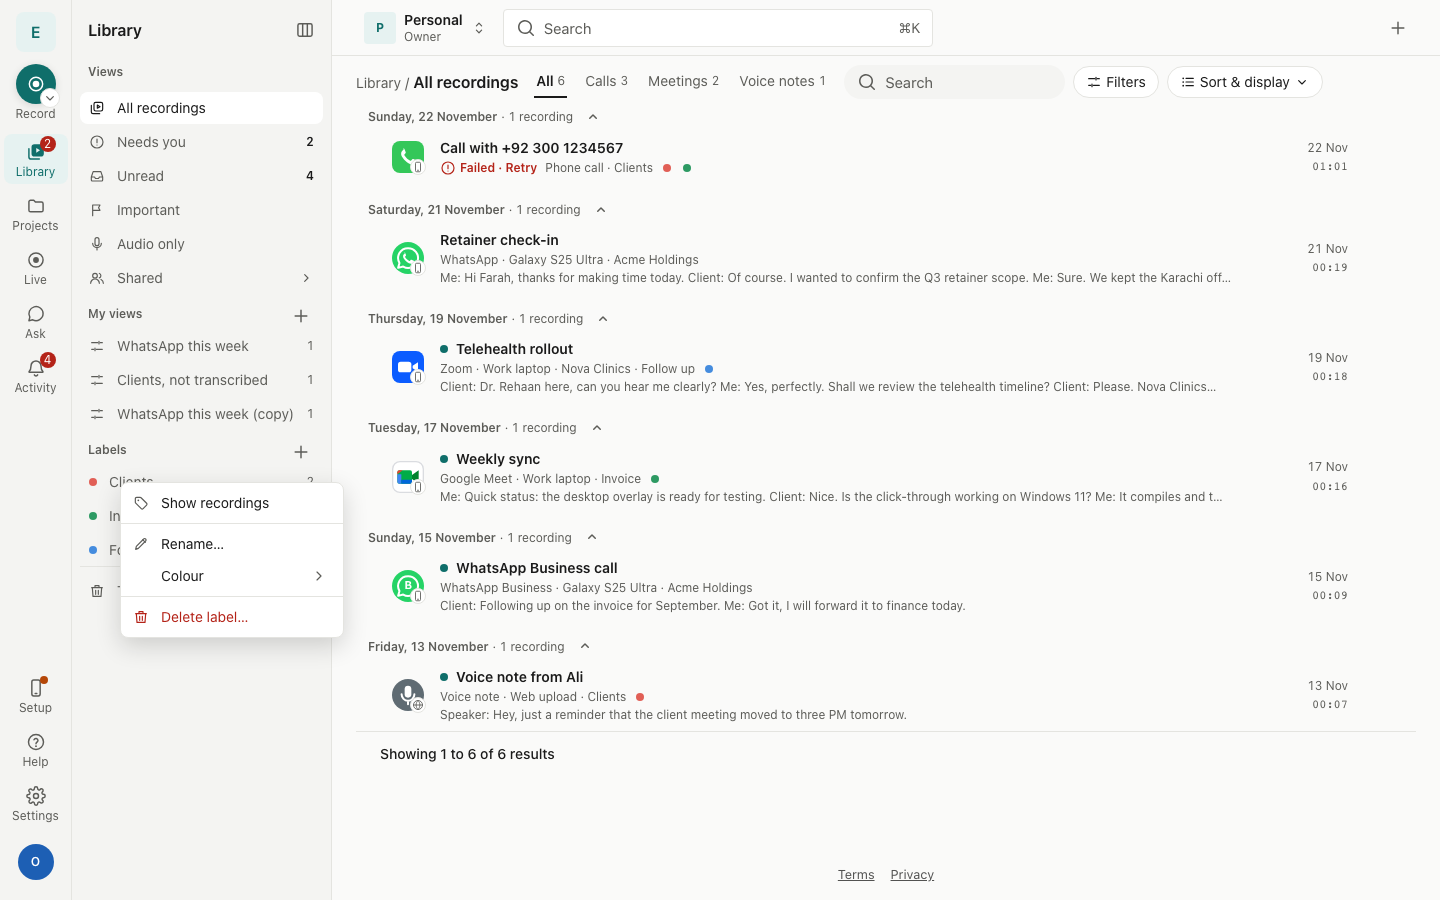 E
Record
2
Library
Projects
Live
Ask
4
Activity
Setup
Help
Settings
O
Library
Views
All recordings
Needs you 2
Unread 4
Important
Audio only
Shared
My views
WhatsApp this week 1
Clients, not transcribed 1
WhatsApp this week (copy) 1
Labels
Clients 2
In
Fo
Show recordings
Rename...
Colour
Delete label...
P
Personal
Owner
Search ⌘K
Library / All recordings
All 6 Calls 3 Meetings 2 Voice notes 1
Search
Filters
Sort & display
Sunday, 22 November · 1 recording
Call with +92 300 1234567
22 Nov
Failed · Retry Phone call · Clients
01:01
Saturday, 21 November · 1 recording
Retainer check-in
21 Nov
WhatsApp · Galaxy S25 Ultra · Acme Holdings
00:19
Me: Hi Farah, thanks for making time today. Client: Of course. I wanted to confirm the Q3 retainer scope. Me: Sure. We kept the Karachi off...
Thursday, 19 November · 1 recording
Telehealth rollout
19 Nov
Zoom · Work laptop · Nova Clinics · Follow up
00:18
Client: Dr. Rehaan here, can you hear me clearly? Me: Yes, perfectly. Shall we review the telehealth timeline? Client: Please. Nova Clinics...
Tuesday, 17 November · 1 recording
Weekly sync
17 Nov
Google Meet · Work laptop · Invoice
00:16
Me: Quick status: the desktop overlay is ready for testing. Client: Nice. Is the click-through working on Windows 11? Me: It compiles and t...
Sunday, 15 November · 1 recording
B
WhatsApp Business call
15 Nov
WhatsApp Business · Galaxy S25 Ultra · Acme Holdings
00:09
Client: Following up on the invoice for September. Me: Got it, I will forward it to finance today.
Friday, 13 November · 1 recording
Voice note from Ali
13 Nov
Voice note · Web upload · Clients
00:07
Speaker: Hey, just a reminder that the client meeting moved to three PM tomorrow.
Showing 1 to 6 of 6 results
Terms Privacy